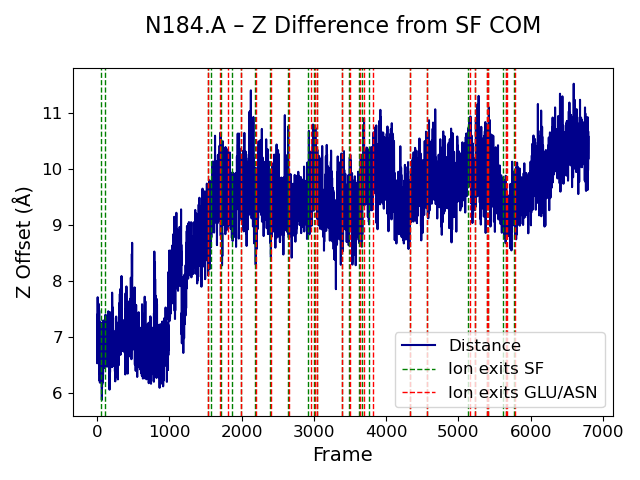 N184.A – Z Difference from SF COM
Z Offset (Å)
11
10
9
8
7
6
Distance
Ion exits SF
Ion exits GLU/ASN
0 1000 2000 3000 4000 5000 6000 7000
Frame